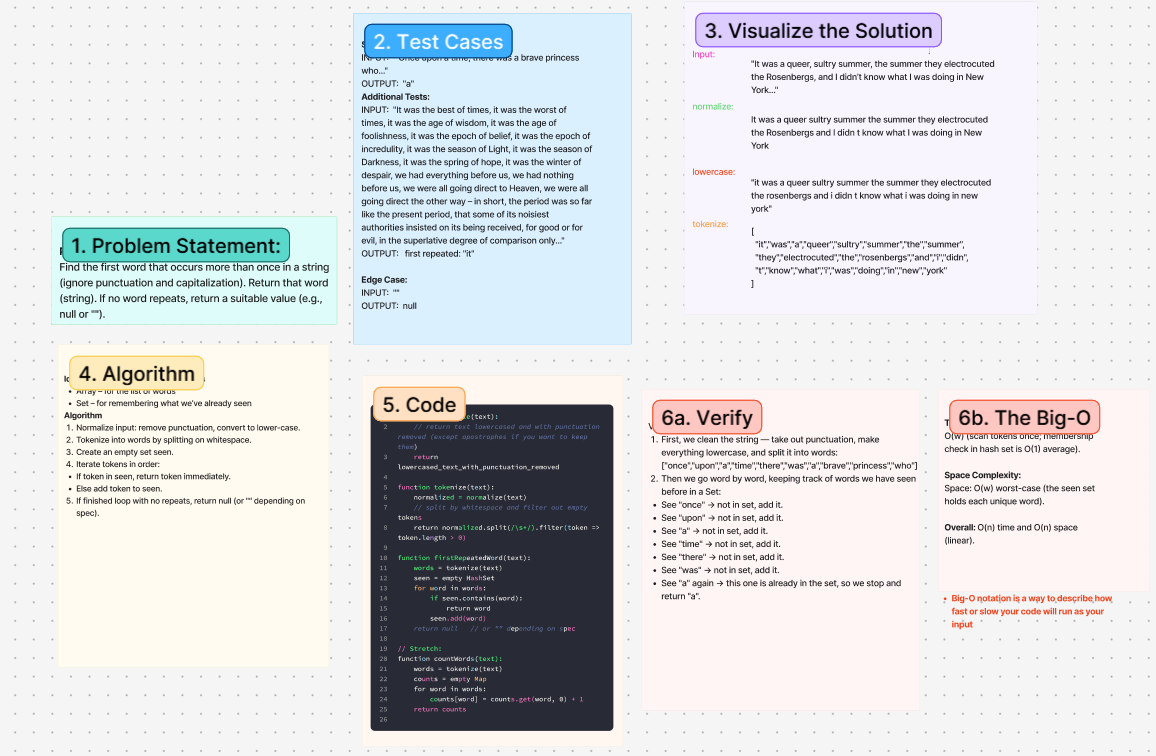 1. Problem Statement:
Find the first word that occurs more than once in a string
(ignore punctuation and capitalization). Return that word
(string). If no word repeats, return a suitable value (e.g.,
null or "").
2. Test Cases
INPUT: "Once upon a time, there was a brave princess
who..."
OUTPUT: "a"
Additional Tests:
INPUT: "It was the best of times, it was the worst of
times, it was the age of wisdom, it was the age of
foolishness, it was the epoch of belief, it was the epoch of
incredulity, it was the season of Light, it was the season of
Darkness, it was the spring of hope, it was the winter of
despair, we had everything before us, we had nothing
before us, we were all going direct to Heaven, we were all
going direct the other way – in short, the period was so far
like the present period, that some of its noisiest
authorities insisted on its being received, for good or for
evil, in the superlative degree of comparison only..."
OUTPUT: first repeated: "it"
Edge Case:
INPUT: ""
OUTPUT: null
3. Visualize the Solution
Input:
"It was a queer, sultry summer, the summer they electrocuted
the Rosenbergs, and I didn't know what I was doing in New
York..."
normalize:
It was a queer sultry summer the summer they electrocuted
the Rosenbergs and I didn t know what I was doing in New
York
lowercase:
"it was a queer sultry summer the summer they electrocuted
the rosenbergs and i didn t know what i was doing in new
york"
tokenize:
[
"it","was","a","queer","sultry","summer","the","summer",
"they","electrocuted","the","rosenbergs","and","i","didn",
"t","know","what","i","was","doing","in","new","york"
]
4. Algorithm
• Array – for the list of words
• Set – for remembering what we've already seen
Algorithm
1. Normalize input: remove punctuation, convert to lower-case.
2. Tokenize into words by splitting on whitespace.
3. Create an empty set seen.
4. Iterate tokens in order:
• If token in seen, return token immediately.
• Else add token to seen.
5. If finished loop with no repeats, return null (or "" depending on
spec).
5. Code
(text):
2 // return text lowercased and with punctuation
removed (except apostrophes if you want to keep
them)
3 return
lowercased_text_with_punctuation_removed
4
5 function tokenize(text):
6 normalized = normalize(text)
7 // split by whitespace and filter out empty
tokens
8 return normalized.split(/\s+/).filter(token =>
token.length > 0)
9
10 function firstRepeatedWord(text):
11 words = tokenize(text)
12 seen = empty HashSet
13 for word in words:
14 if seen.contains(word):
15 return word
16 seen.add(word)
17 return null // or "" depending on spec
18
19 // Stretch:
20 function countWords(text):
21 words = tokenize(text)
22 counts = empty Map
23 for word in words:
24 counts[word] = counts.get(word, 0) + 1
25 return counts
26
6a. Verify
1. First, we clean the string — take out punctuation, make
everything lowercase, and split it into words:
["once","upon","a","time","there","was","a","brave","princess","who"]
2. Then we go word by word, keeping track of words we have seen
before in a Set:
• See "once" → not in set, add it.
• See "upon" → not in set, add it.
• See "a" → not in set, add it.
• See "time" → not in set, add it.
• See "there" → not in set, add it.
• See "was" → not in set, add it.
• See "a" again → this one is already in the set, so we stop and
return "a".
6b. The Big-O
O(w) (scan tokens once; membership
check in hash set is O(1) average).
Space Complexity:
Space: O(w) worst-case (the seen set
holds each unique word).
Overall: O(n) time and O(n) space
(linear).
• Big-O notation is a way to describe how
fast or slow your code will run as your
input